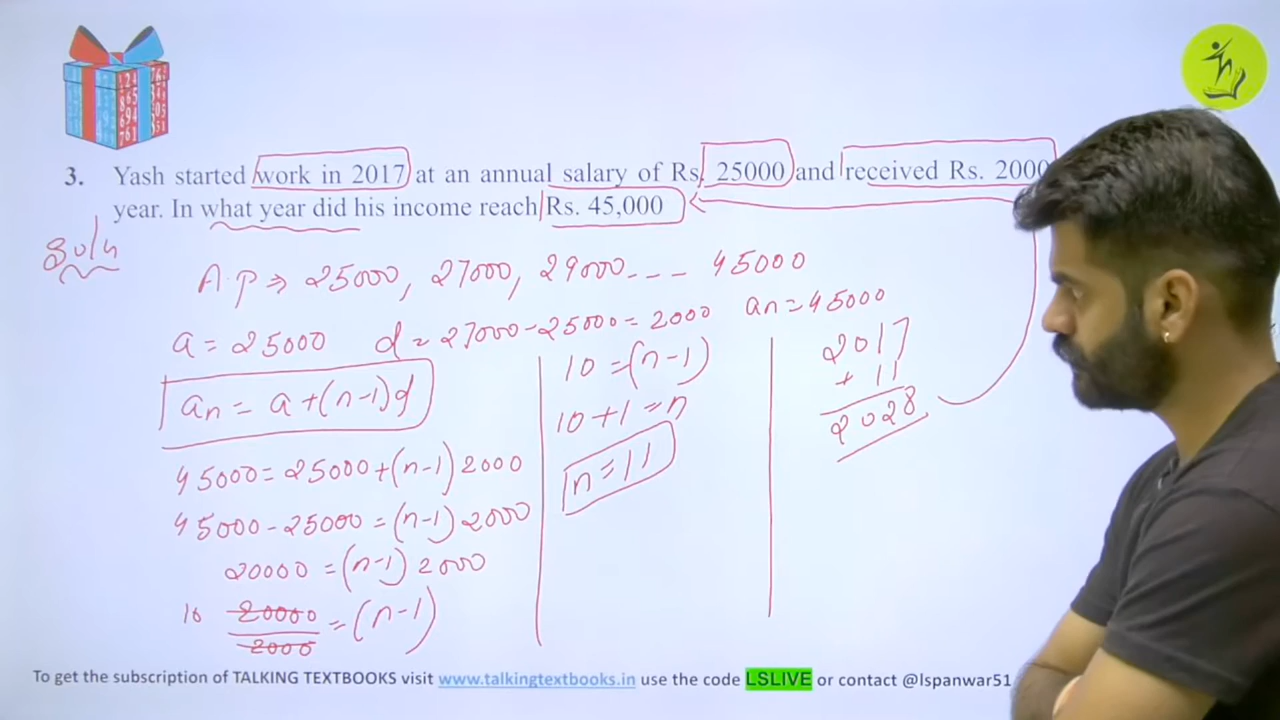 3. Yash started work in 2017 at an annual salary of Rs. 25000 and received Rs. 2000
year. In what year did his income reach Rs. 45,000
Soln
A.P ⇒ 25000, 27000, 29000 - - - 45000
a = 25000 d = 27000 - 25000 = 2000 an = 45000
an = a + (n-1)d
45000 = 25000 + (n-1) 2000
45000 - 25000 = (n-1) 2000
20000 = (n-1) 2000
10 20000/2000 = (n-1)
10 = (n-1)
10 + 1 = n
n = 11
2017
+ 11
2028
To get the subscription of TALKING TEXTBOOKS visit www.talkingtextbooks.in use the code LSLIVE or contact @lspanwar51